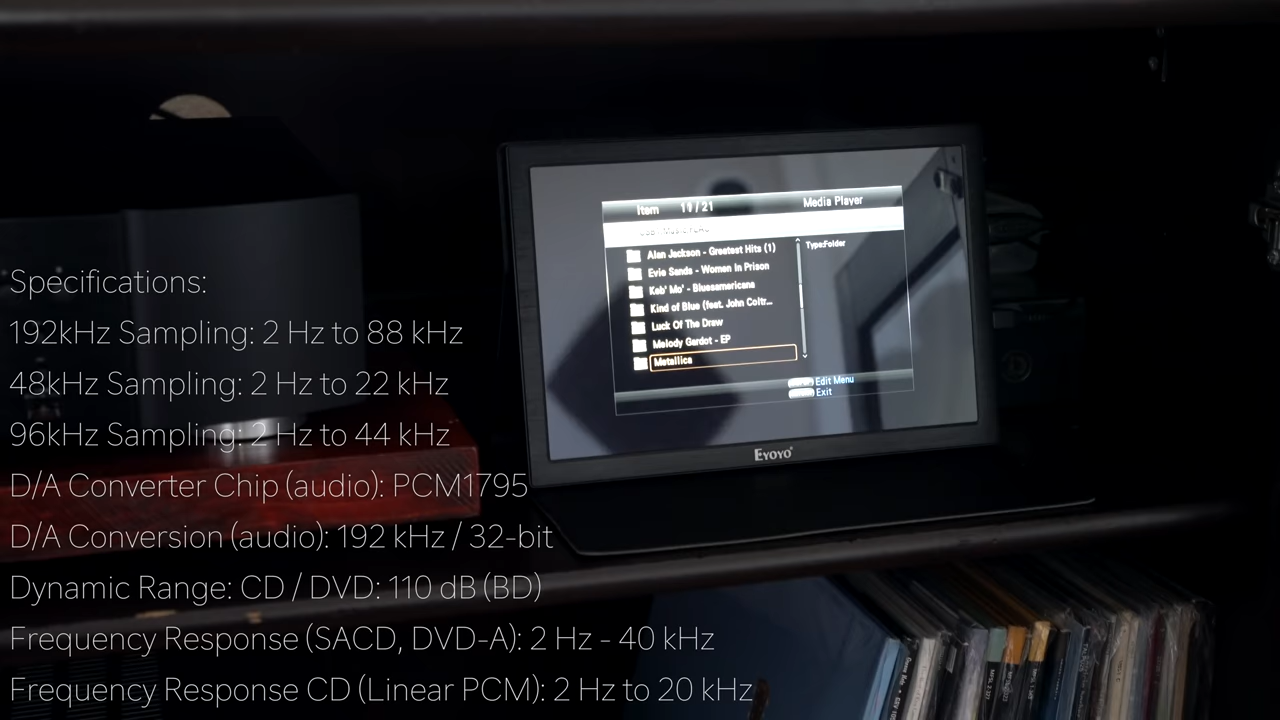 Specifications:
192kHz Sampling: 2 Hz to 88 kHz
48kHz Sampling: 2 Hz to 22 kHz
96kHz Sampling: 2 Hz to 44 kHz
D/A Converter Chip (audio): PCM1795
D/A Conversion (audio): 192 kHz / 32-bit
Dynamic Range: CD / DVD: 110 dB (BD)
Frequency Response (SACD, DVD-A): 2 Hz - 40 kHz
Frequency Response CD (Linear PCM): 2 Hz to 20 kHz
Item /21 Media Player
Alan Jackson - Greatest Hits (1)
Type:Folder
Evie Sands - Women In Prison
Keb' Mo' - Bluesamericana
Kind of Blue (feat. John Coltr...
Luck Of The Draw
Melody Gardot - EP
Metallica
Edit Menu
Exit
EYOYO